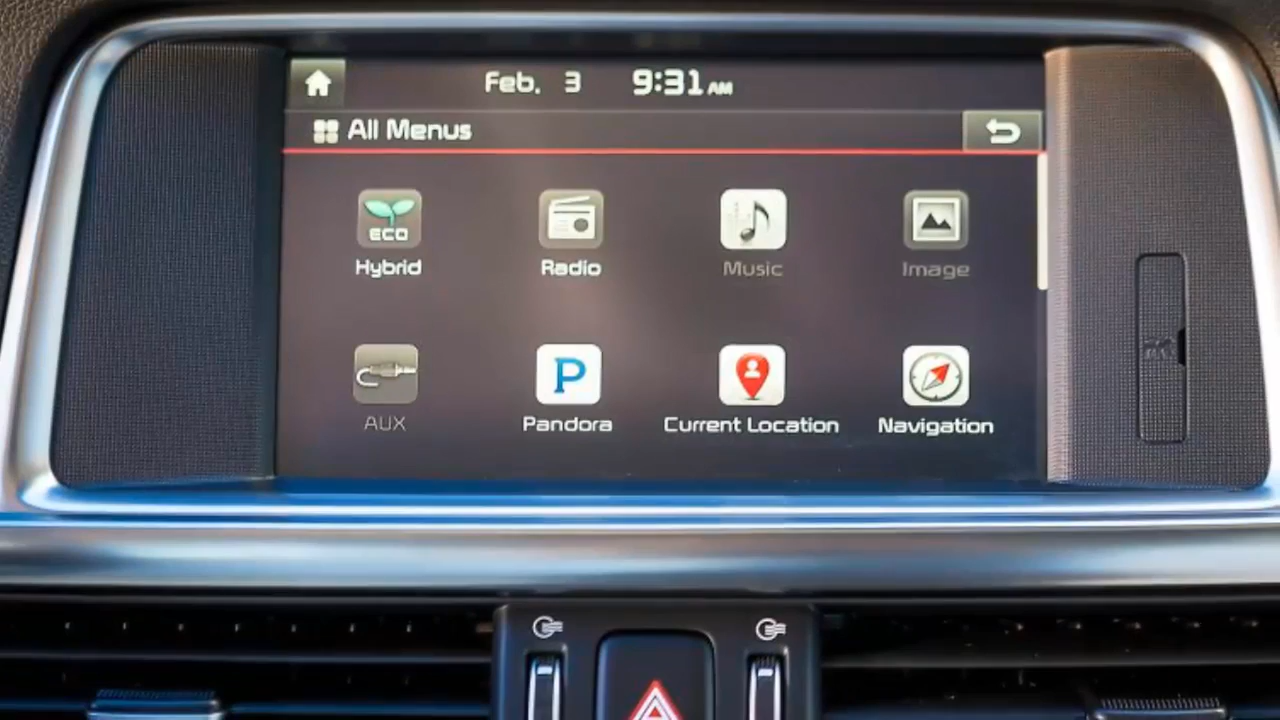 Feb. 3 9:31 AM
All Menus
ECO
Hybrid Radio Music Image
P
AUX Pandora Current Location Navigation